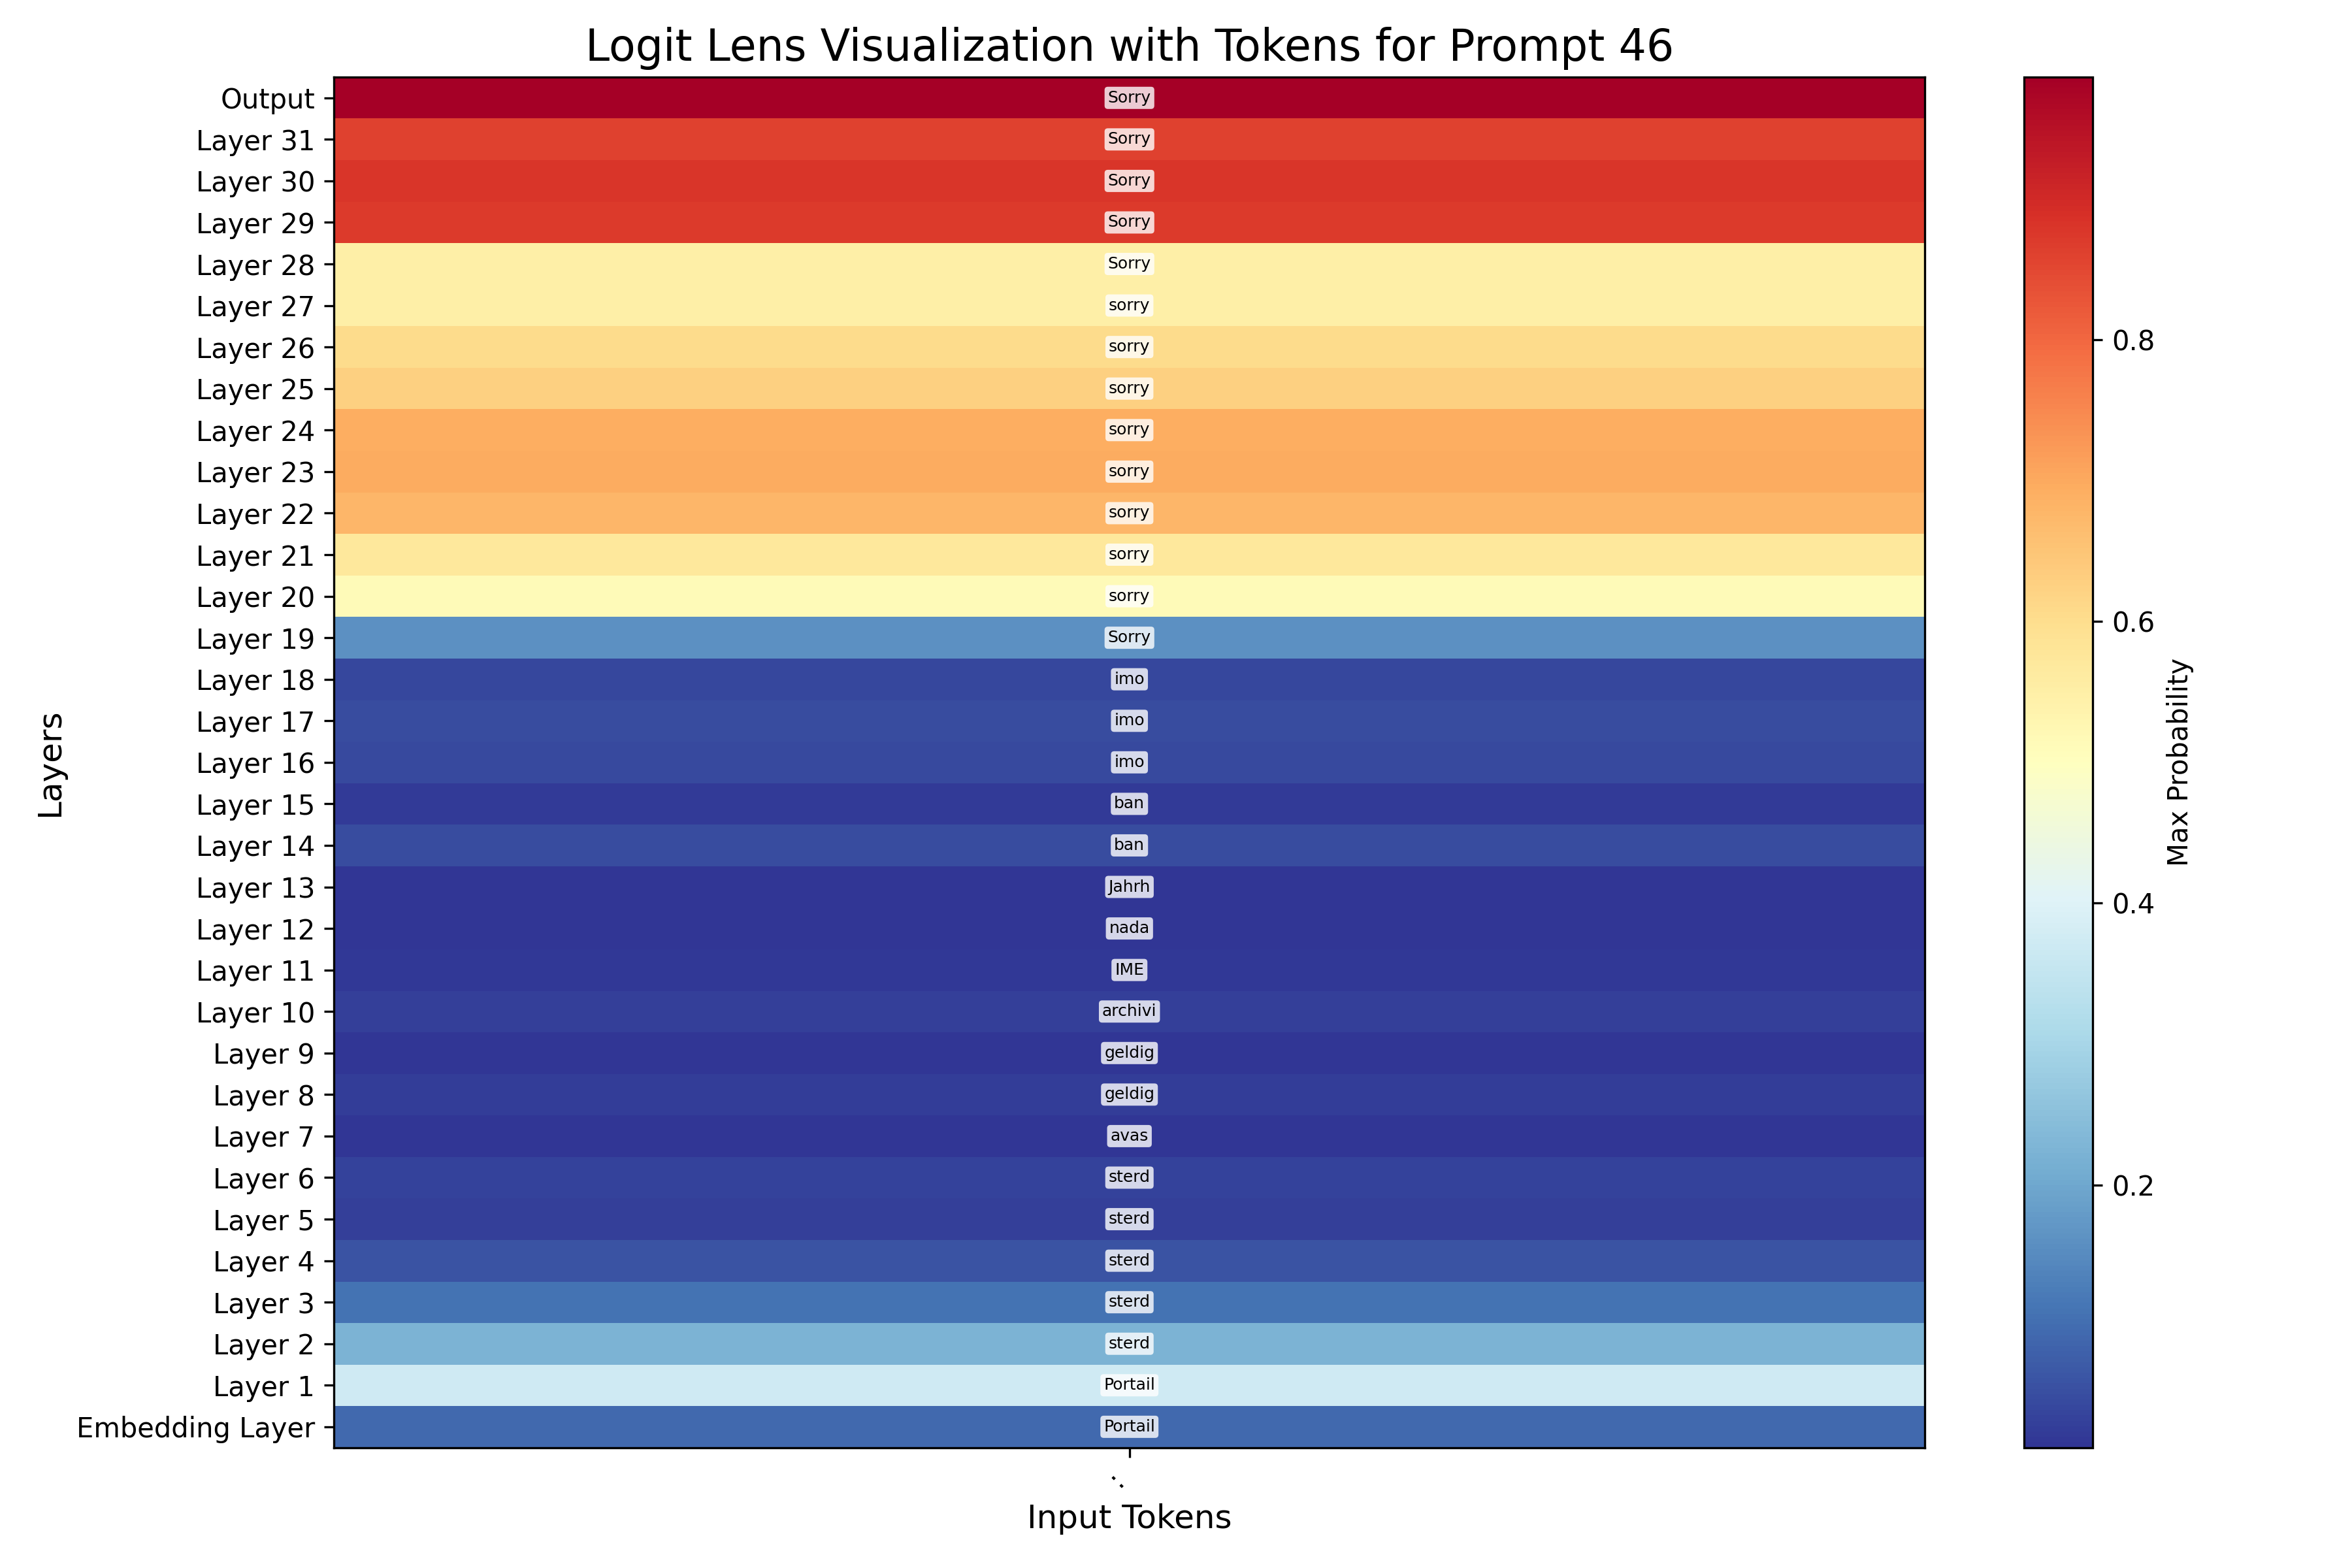 Logit Lens Visualization with Tokens for Prompt 46
Output Sorry
Layer 31 Sorry
Layer 30 Sorry
Layer 29 Sorry
Layer 28 Sorry
Layer 27 sorry
Layer 26 sorry
Layer 25 sorry
Layer 24 sorry
Layer 23 sorry
Layer 22 sorry
Layer 21 sorry
Layer 20 sorry
Layer 19 Sorry
Layer 18 imo
Layer 17 imo
Layer 16 imo
Layer 15 ban
Layer 14 ban
Layer 13 Jahrh
Layer 12 nada
Layer 11 IME
Layer 10 archivi
Layer 9 geldig
Layer 8 geldig
Layer 7 avas
Layer 6 sterd
Layer 5 sterd
Layer 4 sterd
Layer 3 sterd
Layer 2 sterd
Layer 1 Portail
Embedding Layer Portail
:
Input Tokens
Layers
0.8
0.6
0.4
0.2
Max Probability